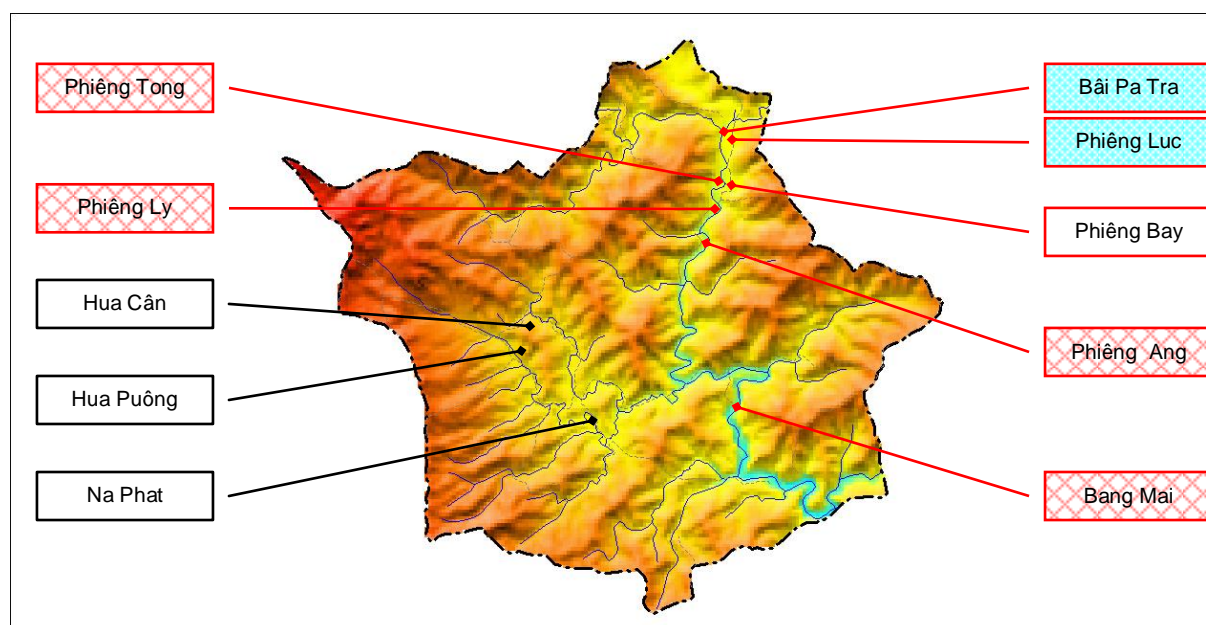 Phiêng Tong
Phiêng Ly
Hua Cân
Hua Puông
Na Phat
Bâi Pa Tra
Phiêng Luc
Phiêng Bay
Phiêng Ang
Bang Mai